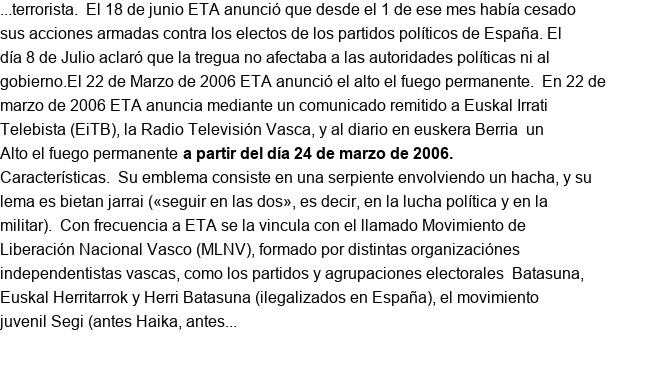 ...terrorista.  El 18 de junio ETA anunció que desde el 1 de ese mes había cesado
sus acciones armadas contra los electos de los partidos políticos de España. El
día 8 de Julio aclaró que la tregua no afectaba a las autoridades políticas ni al
gobierno.El 22 de Marzo de 2006 ETA anunció el alto el fuego permanente.  En 22 de
marzo de 2006 ETA anuncia mediante un comunicado remitido a Euskal Irrati
Telebista (EiTB), la Radio Televisión Vasca, y al diario en euskera Berria  un
Alto el fuego permanente a partir del día 24 de marzo de 2006.
Características.  Su emblema consiste en una serpiente envolviendo un hacha, y su
lema es bietan jarrai («seguir en las dos», es decir, en la lucha política y en la
militar).  Con frecuencia a ETA se la vincula con el llamado Movimiento de
Liberación Nacional Vasco (MLNV), formado por distintas organizaciónes
independentistas vascas, como los partidos y agrupaciones electorales  Batasuna,
Euskal Herritarrok y Herri Batasuna (ilegalizados en España), el movimiento
juvenil Segi (antes Haika, antes...